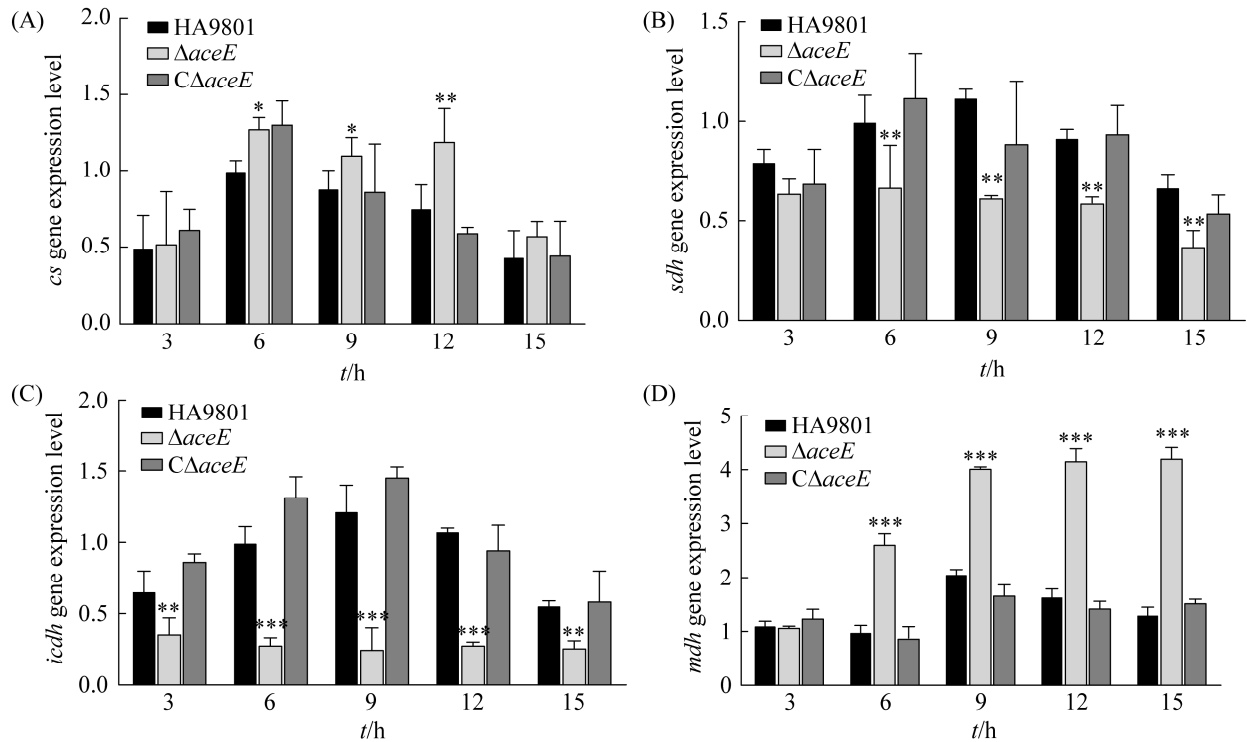 (A)
HA9801
ΔaceE
CΔaceE
cs gene expression level
2.0
1.5
1.0
0.5
0.0
* * **
3 6 9 12 15
t/h
(B)
HA9801
ΔaceE
CΔaceE
sdh gene expression level
1.5
1.0
0.5
0.0
** ** ** **
3 6 9 12 15
t/h
(C)
HA9801
ΔaceE
CΔaceE
icdh gene expression level
2.0
1.5
1.0
0.5
0.0
** *** *** *** **
3 6 9 12 15
t/h
(D)
HA9801
ΔaceE
CΔaceE
mdh gene expression level
5
4
3
2
1
0
*** *** *** ***
3 6 9 12 15
t/h